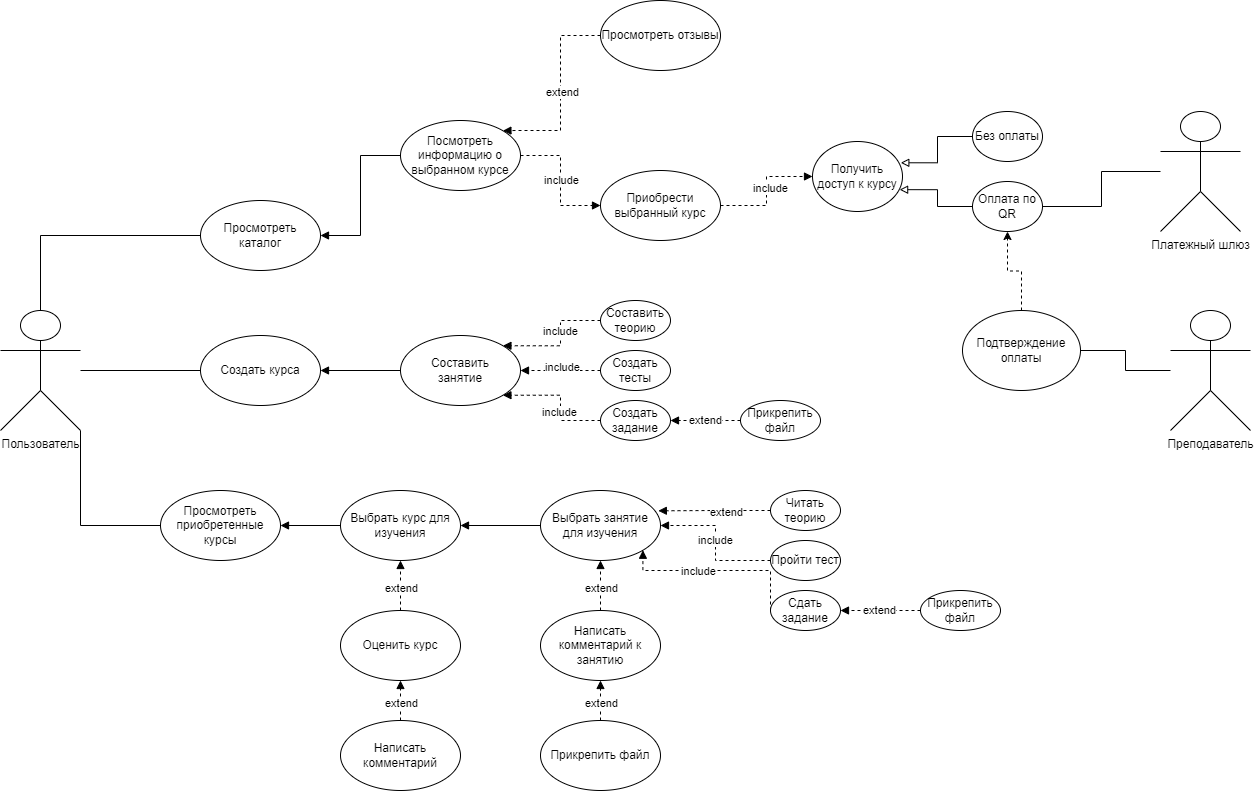 Просмотреть отзывы
extend
Посмотреть
информацию о
выбранном курсе
include
Приобрести
выбранный курс
include
Получить
доступ к курсу
Без оплаты
Оплата по
QR
Платежный шлюз
Просмотреть
каталог
Подтверждение
оплаты
Преподаватель
Пользователь
Создать курса
Составить
занятие
include
Составить
теорию
include
Создать
тесты
include
Создать
задание
extend
Прикрепить
файл
Просмотреть
приобретенные
курсы
Выбрать курс для
изучения
Выбрать занятие
для изучения
extend
Читать
теорию
include
Пройти тест
include
Сдать
задание
extend
Прикрепить
файл
extend
Оценить курс
extend
Написать
комментарий
extend
Написать
комментарий к
занятию
extend
Прикрепить файл